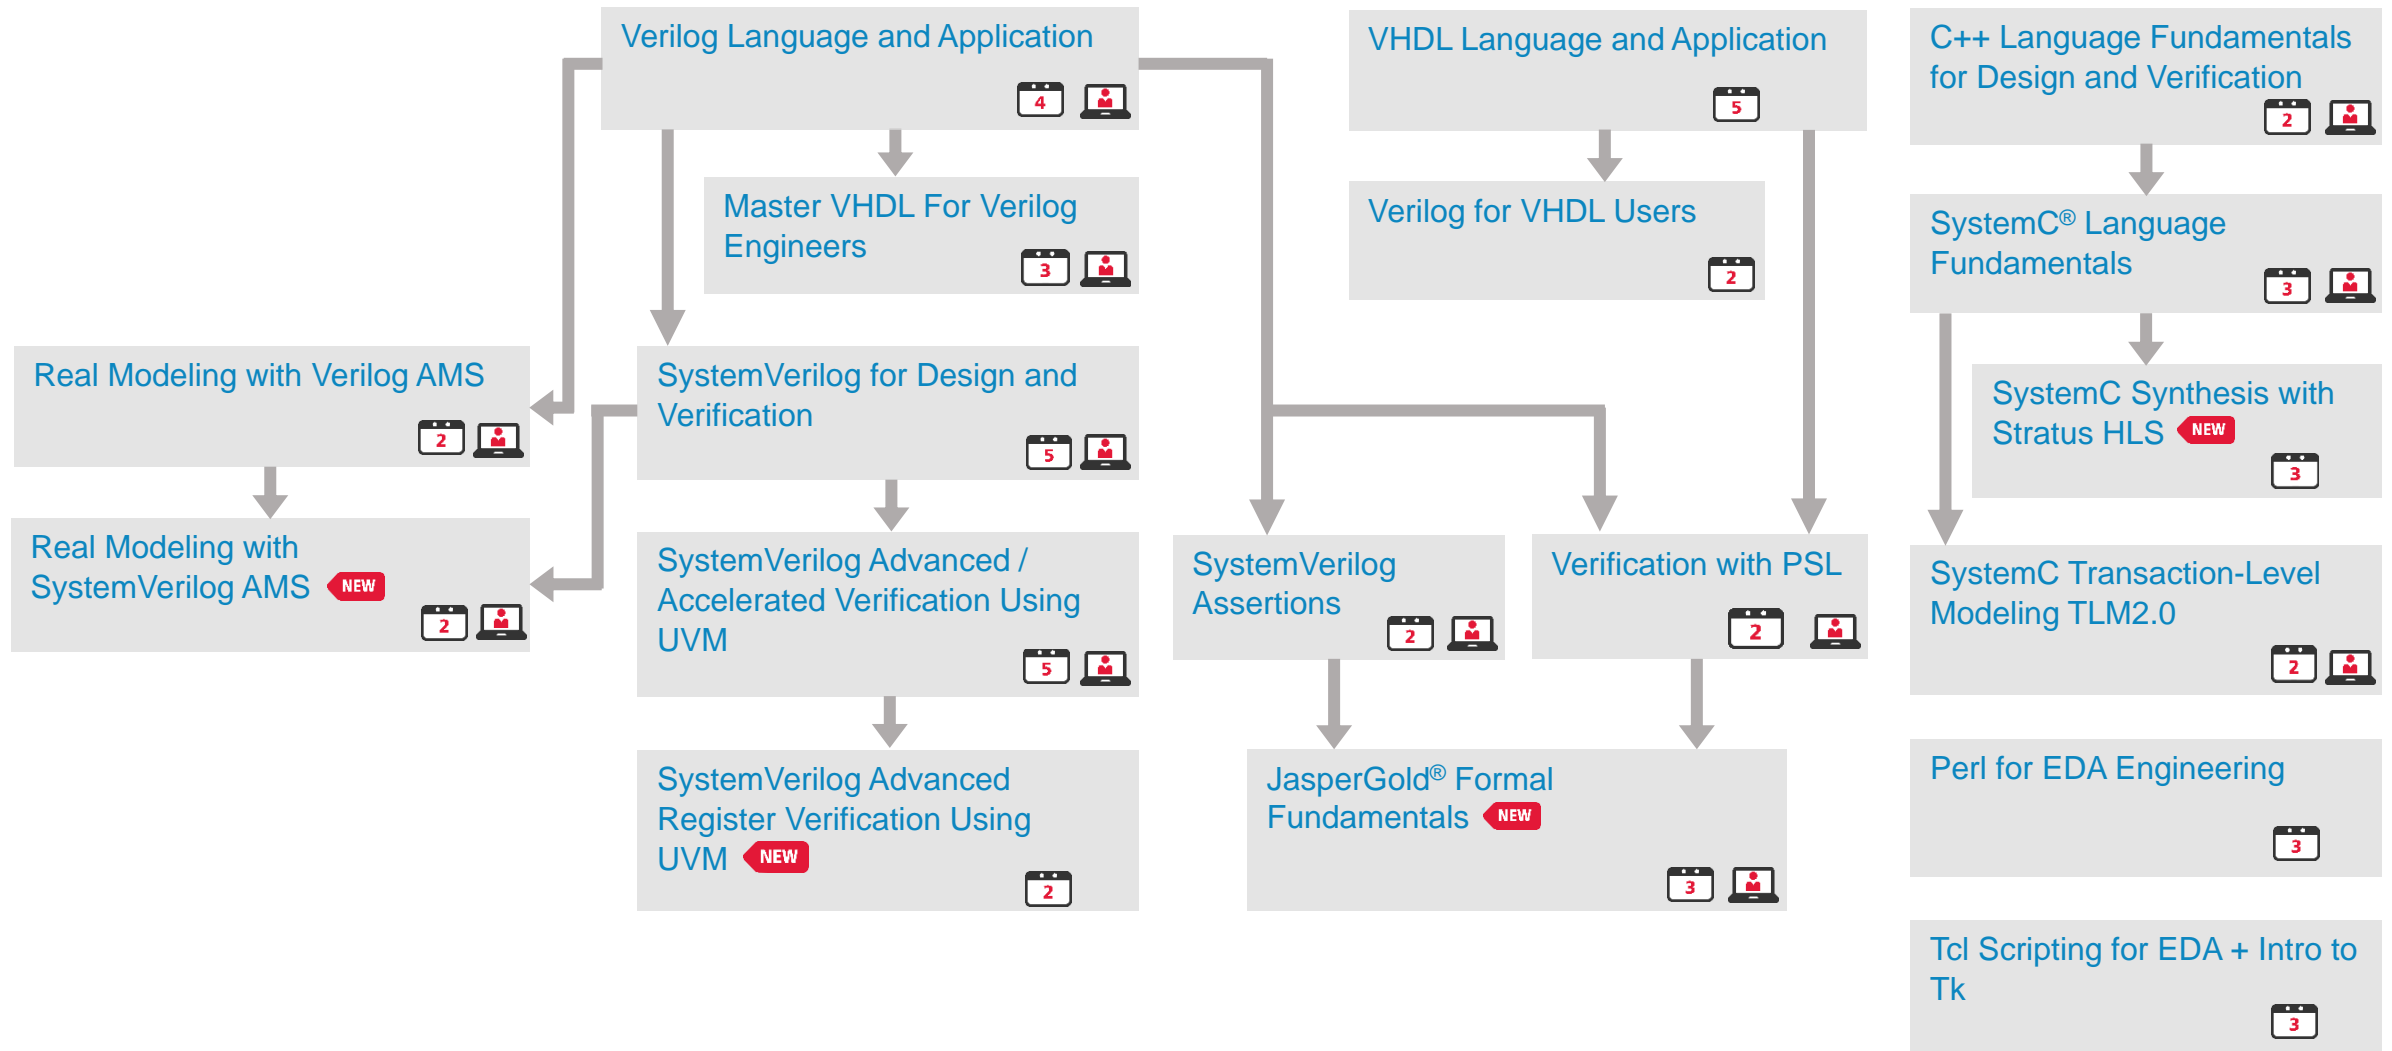 Verilog Language and Application
4
Master VHDL For Verilog
Engineers
3
Real Modeling with Verilog AMS
2
SystemVerilog for Design and
Verification
5
Real Modeling with
SystemVerilog AMS NEW
2
SystemVerilog Advanced /
Accelerated Verification Using
UVM
5
SystemVerilog Advanced
Register Verification Using
UVM NEW
2
VHDL Language and Application
5
Verilog for VHDL Users
2
SystemVerilog
Assertions
2
Verification with PSL
2
JasperGold® Formal
Fundamentals NEW
3
C++ Language Fundamentals
for Design and Verification
2
SystemC® Language
Fundamentals
3
SystemC Synthesis with
Stratus HLS NEW
3
SystemC Transaction-Level
Modeling TLM2.0
2
Perl for EDA Engineering
3
Tcl Scripting for EDA + Intro to
Tk
3